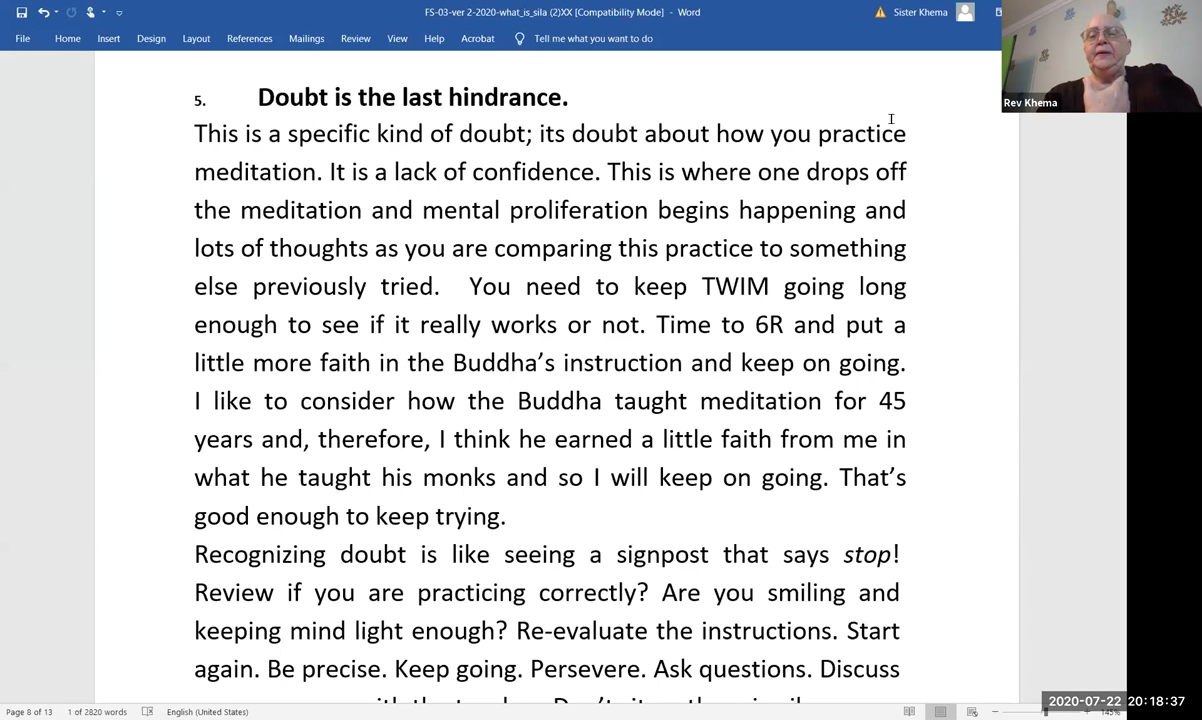 FS-03-ver 2-2020-what_is_sila (2)XX [Compatibility Mode] - Word
Sister Khema
File Home Insert Design Layout References Mailings Review View Help Acrobat Tell me what you want to do
Rev Khema
5. Doubt is the last hindrance.
This is a specific kind of doubt; its doubt about how you practice
meditation. It is a lack of confidence. This is where one drops off
the meditation and mental proliferation begins happening and
lots of thoughts as you are comparing this practice to something
else previously tried. You need to keep TWIM going long
enough to see if it really works or not. Time to 6R and put a
little more faith in the Buddha’s instruction and keep on going.
I like to consider how the Buddha taught meditation for 45
years and, therefore, I think he earned a little faith from me in
what he taught his monks and so I will keep on going. That’s
good enough to keep trying.
Recognizing doubt is like seeing a signpost that says stop!
Review if you are practicing correctly? Are you smiling and
keeping mind light enough? Re-evaluate the instructions. Start
again. Be precise. Keep going. Persevere. Ask questions. Discuss
Page 8 of 13 1 of 2820 words English (United States)
2020-07-22 20:18:37
145%